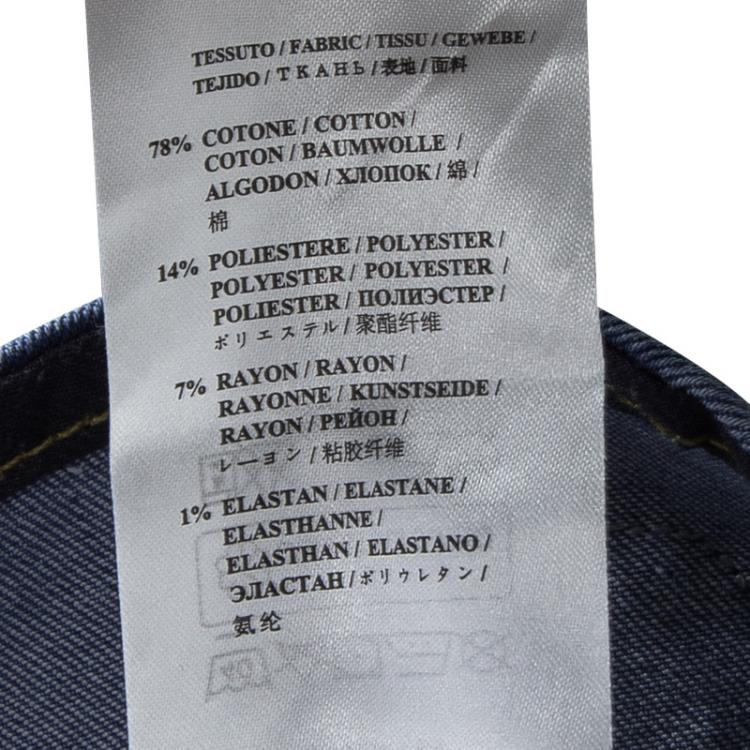 TESSUTO / FABRIC / TISSU / GEWEBE /
TEJIDO / ТКАНЬ / 表地 / 面料
78% COTONE / COTTON /
COTON / BAUMWOLLE /
ALGODON / ХЛОПОК / 綿 /
棉
14% POLIESTERE / POLYESTER /
POLYESTER / POLYESTER /
POLIESTER / ПОЛИЭСТЕР /
ポリエステル / 聚酯纤维
7% RAYON / RAYON /
RAYONNE / KUNSTSEIDE /
RAYON / РЕЙОН /
レーヨン / 粘胶纤维
1% ELASTAN / ELASTANE /
ELASTHANNE /
ELASTHAN / ELASTANO /
ЭЛАСТАН / ポリウレタン /
氨纶